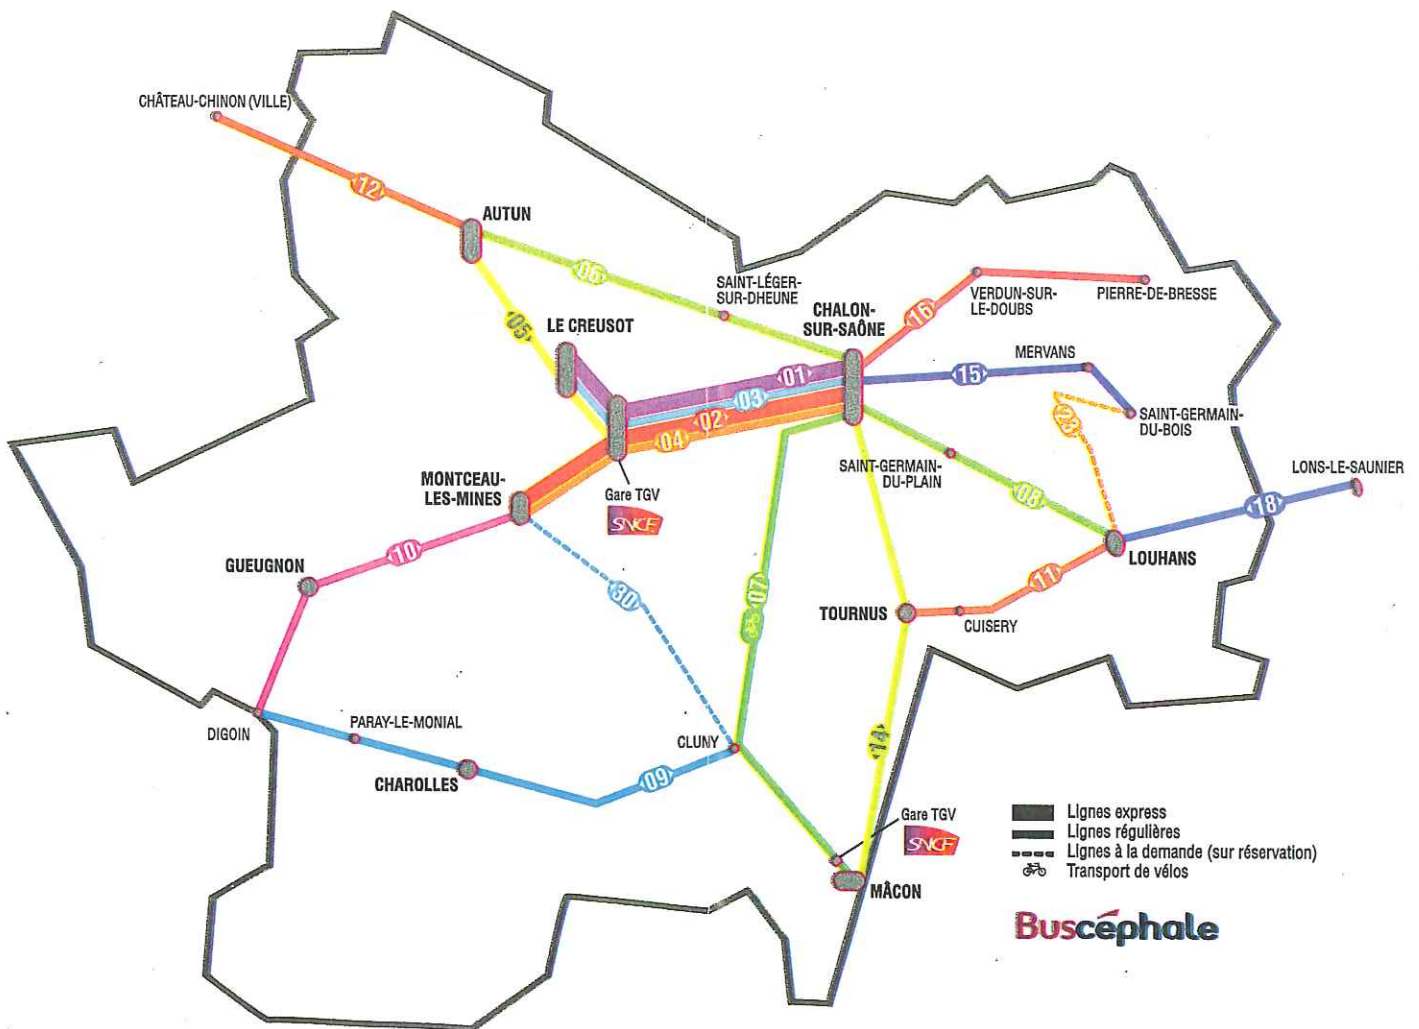 CHÂTEAU-CHINON (VILLE)
12
AUTUN
06
SAINT-LÉGER-
SUR-DHEUNE
05
LE CREUSOT
CHALON-
SUR-SAÔNE
16
VERDUN-SUR-
LE-DOUBS
PIERRE-DE-BRESSE
MERVANS
01
03
02
04
15
23
SAINT-GERMAIN-
DU-BOIS
MONTCEAU-
LES-MINES
Gare TGV
SNCF
SAINT-GERMAIN-
DU-PLAIN
08
LONS-LE-SAUNIER
18
LOUHANS
10
GUEUGNON
30
07
11
TOURNUS
CUISERY
DIGOIN
PARAY-LE-MONIAL
CHAROLLES
CLUNY
09
14
Gare TGV
SNCF
MÂCON
Lignes express
Lignes régulières
Lignes à la demande (sur réservation)
Transport de vélos
Buscéphale